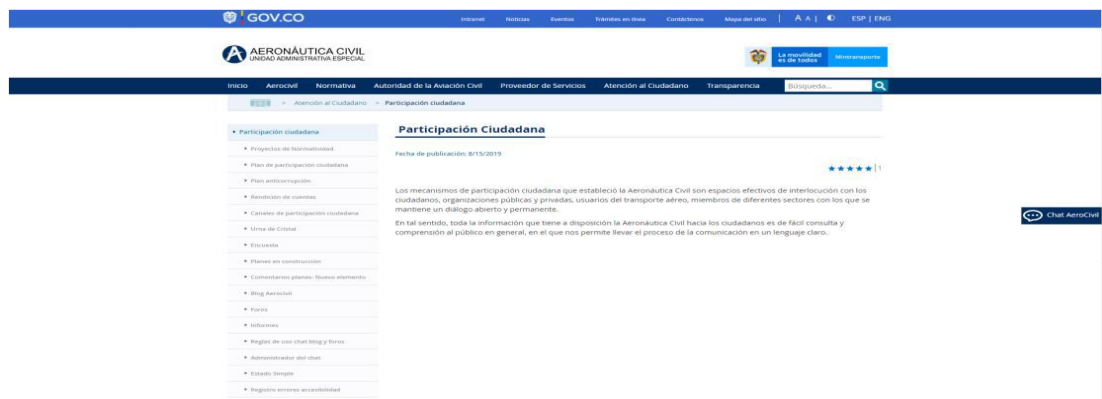 GOV.CO
Intranet Noticias Eventos Trámites en línea Contáctenos Mapa del sitio | A A | ESP | ENG
AERONÁUTICA CIVIL
UNIDAD ADMINISTRATIVA ESPECIAL
La movilidad
es de todos
Mintransporte
Inicio Aerocivil Normativa Autoridad de la Aviación Civil Proveedor de Servicios Atención al Ciudadano Transparencia Búsqueda...
> Atención al Ciudadano > Participación ciudadana
Participación ciudadana
Proyectos de Normatividad
Plan de participación ciudadana
Plan anticorrupción
Rendición de cuentas
Canales de participación ciudadana
Urna de Cristal
Encuesta
Planes en construcción
Comentarios planes- Nuevo elemento
Blog Aerocivil
Foros
Informes
Reglas de uso chat blog y foros
Administrador del chat
Estado Simple
Registro errores accesibilidad
Participación Ciudadana
Fecha de publicación: 8/15/2019
| 1
Los mecanismos de participación ciudadana que estableció la Aeronáutica Civil son espacios efectivos de interlocución con los
ciudadanos, organizaciones públicas y privadas, usuarios del transporte aéreo, miembros de diferentes sectores con los que se
mantiene un diálogo abierto y permanente.
En tal sentido, toda la información que tiene a disposición la Aeronáutica Civil hacia los ciudadanos es de fácil consulta y
comprensión al público en general, en el que nos permite llevar el proceso de la comunicación en un lenguaje claro.
Chat AeroCivil